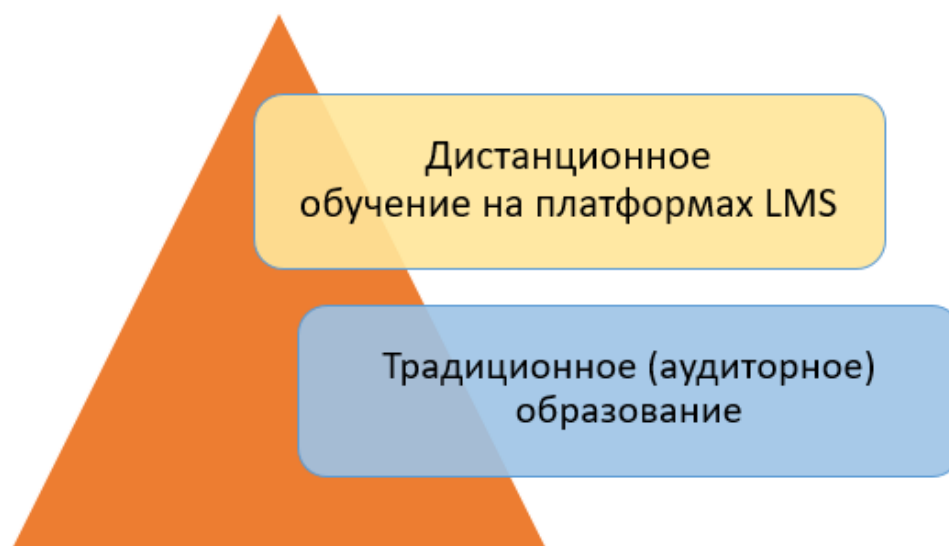 Дистанционное
обучение на платформах LMS
Традиционное (аудиторное)
образование